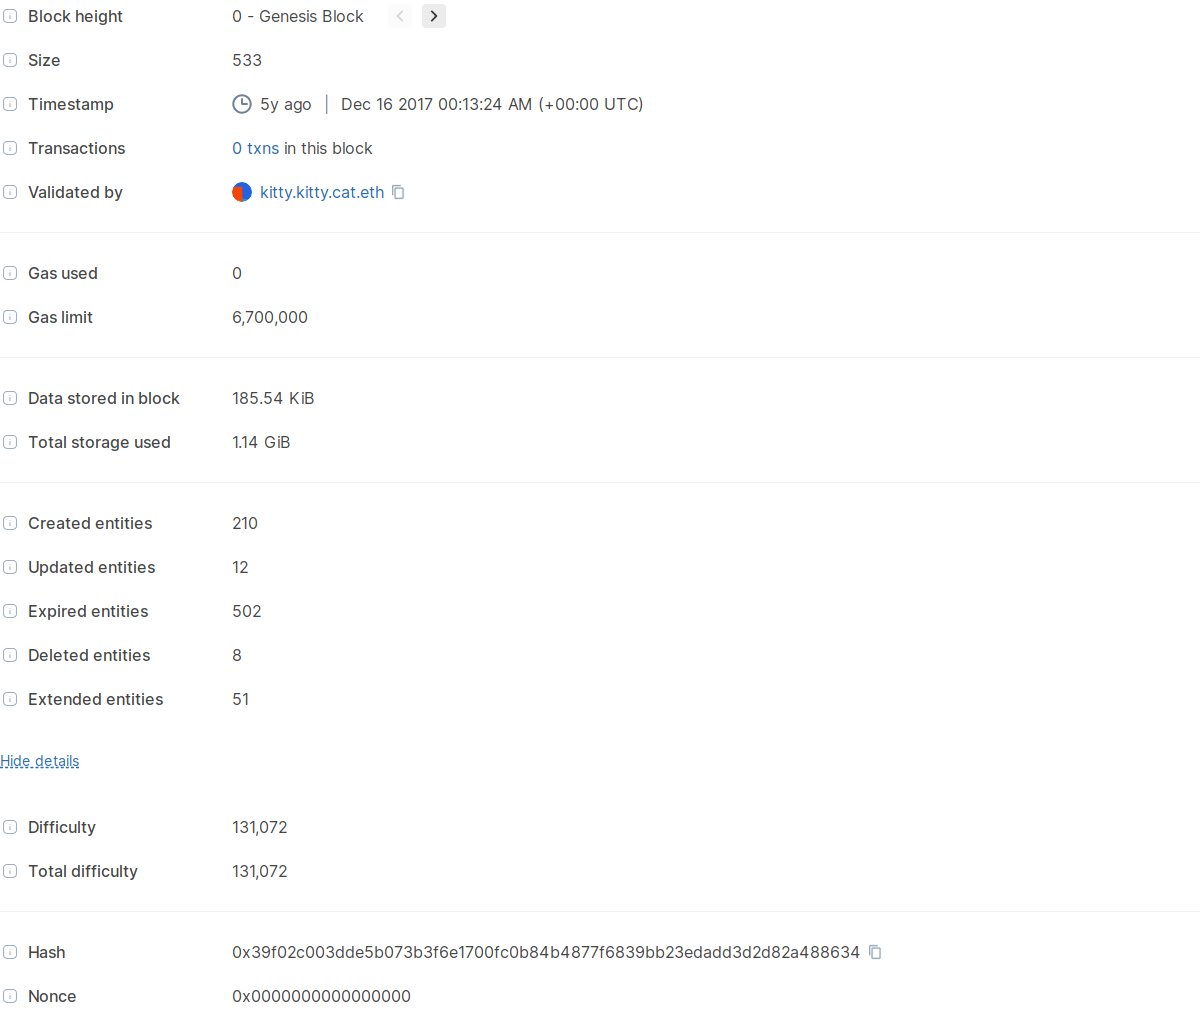 Block height 0 - Genesis Block
Size 533
Timestamp 5y ago | Dec 16 2017 00:13:24 AM (+00:00 UTC)
Transactions 0 txns in this block
Validated by kitty.kitty.cat.eth
Gas used 0
Gas limit 6,700,000
Data stored in block 185.54 KiB
Total storage used 1.14 GiB
Created entities 210
Updated entities 12
Expired entities 502
Deleted entities 8
Extended entities 51
Hide details
Difficulty 131,072
Total difficulty 131,072
Hash 0x39f02c003dde5b073b3f6e1700fc0b84b4877f6839bb23edadd3d2d82a488634
Nonce 0x0000000000000000